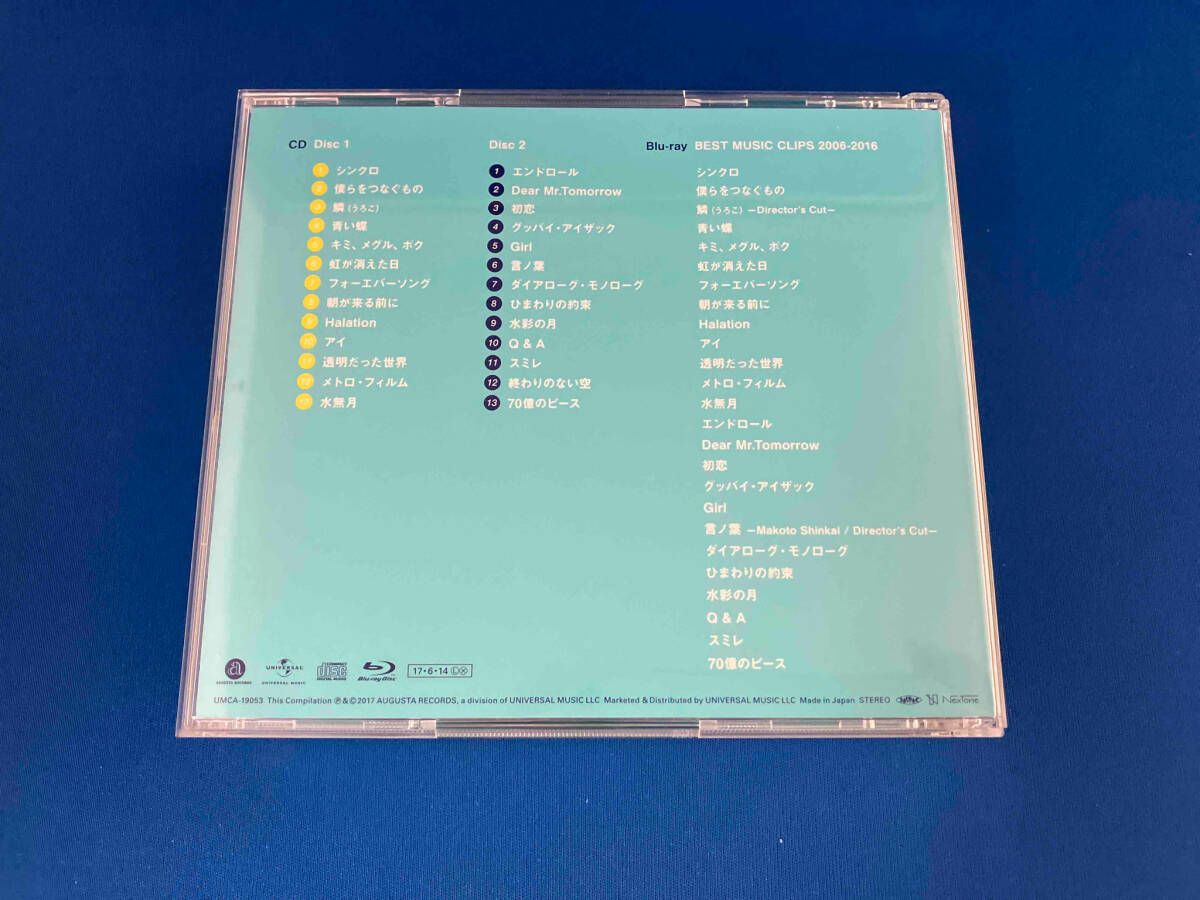 CD Disc 1
1 シンクロ
2 僕らをつなぐもの
3 鱗(うろこ)
4 青い蝶
5 キミ、メグル、ボク
6 虹が消えた日
7 フォーエバーソング
8 朝が来る前に
9 Halation
10 アイ
11 透明だった世界
12 メトロ・フィルム
13 水無月
Disc 2
1 エンドロール
2 Dear Mr.Tomorrow
3 初恋
4 グッバイ・アイザック
5 Girl
6 言ノ葉
7 ダイアローグ・モノローグ
8 ひまわりの約束
9 水彩の月
10 Q & A
11 スミレ
12 終わりのない空
13 70億のピース
Blu-ray BEST MUSIC CLIPS 2006-2016
シンクロ
僕らをつなぐもの
鱗(うろこ) −Director's Cut−
青い蝶
キミ、メグル、ボク
虹が消えた日
フォーエバーソング
朝が来る前に
Halation
アイ
透明だった世界
メトロ・フィルム
水無月
エンドロール
Dear Mr.Tomorrow
初恋
グッバイ・アイザック
Girl
言ノ葉 −Makoto Shinkai / Director's Cut−
ダイアローグ・モノローグ
ひまわりの約束
水彩の月
Q & A
スミレ
70億のピース
a AUGUSTA RECORDS UNIVERSAL UNIVERSAL MUSIC COMPACT disc DIGITAL AUDIO Blu-ray Disc 17・6・14
UMCA-19053 This Compilation ℗&©2017 AUGUSTA RECORDS, a division of UNIVERSAL MUSIC LLC Marketed & Distributed by UNIVERSAL MUSIC LLC Made in Japan STEREO NexTone